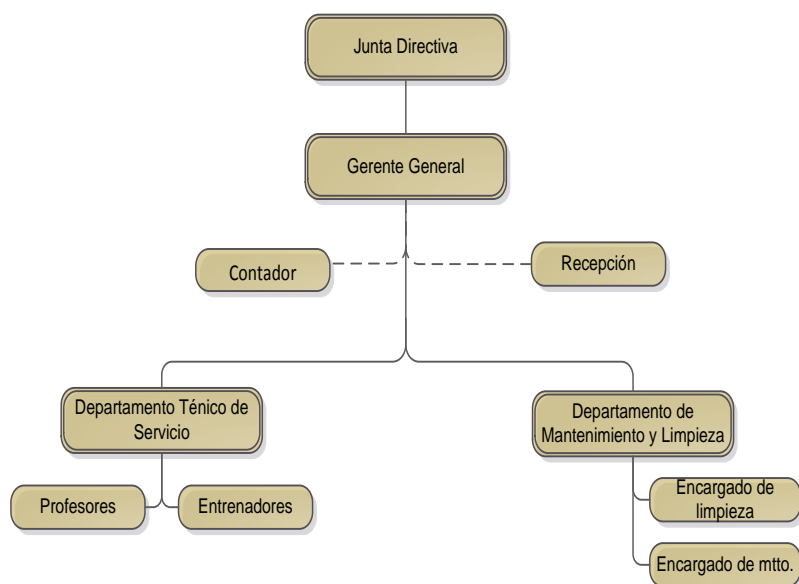 Junta Directiva
Gerente General
Contador
Recepción
Departamento Ténico de
Servicio
Departamento de
Mantenimiento y Limpieza
Profesores
Entrenadores
Encargado de
limpieza
Encargado de mtto.